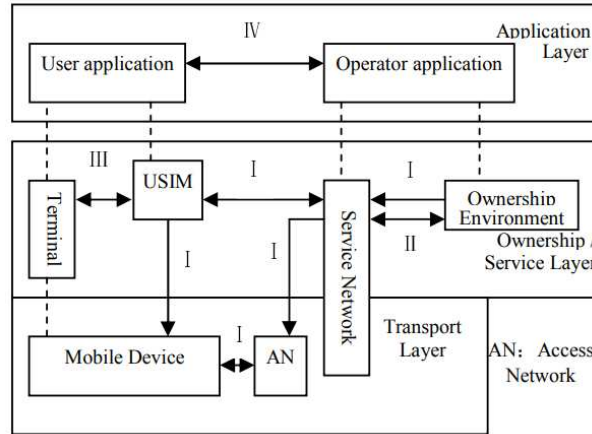 Application
Layer
IV
User application
Operator application
III
USIM
I
I
Terminal
Service Network
Ownership
Environment
I
I
II
Ownership /
Service Layer
I
Transport
Layer
Mobile Device
AN
AN: Access
Network